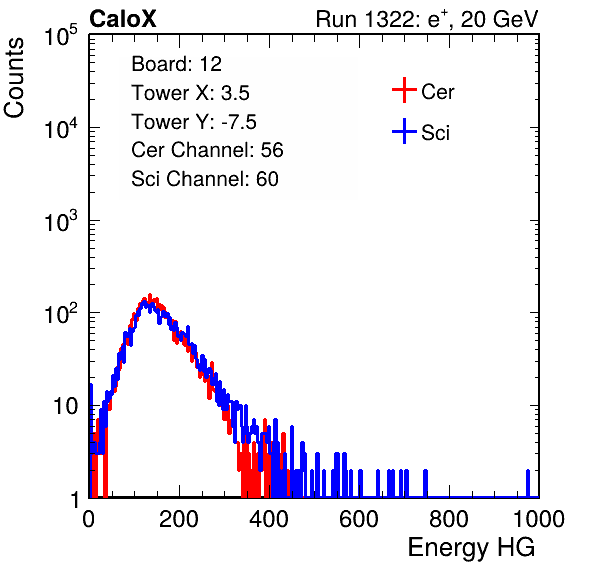 CaloX Run 1322: e⁺, 20 GeV
Counts
10⁵
10⁴
10³
10²
10
1
Board: 12
Tower X: 3.5
Tower Y: -7.5
Cer Channel: 56
Sci Channel: 60
Cer
Sci
0 200 400 600 800 1000
Energy HG